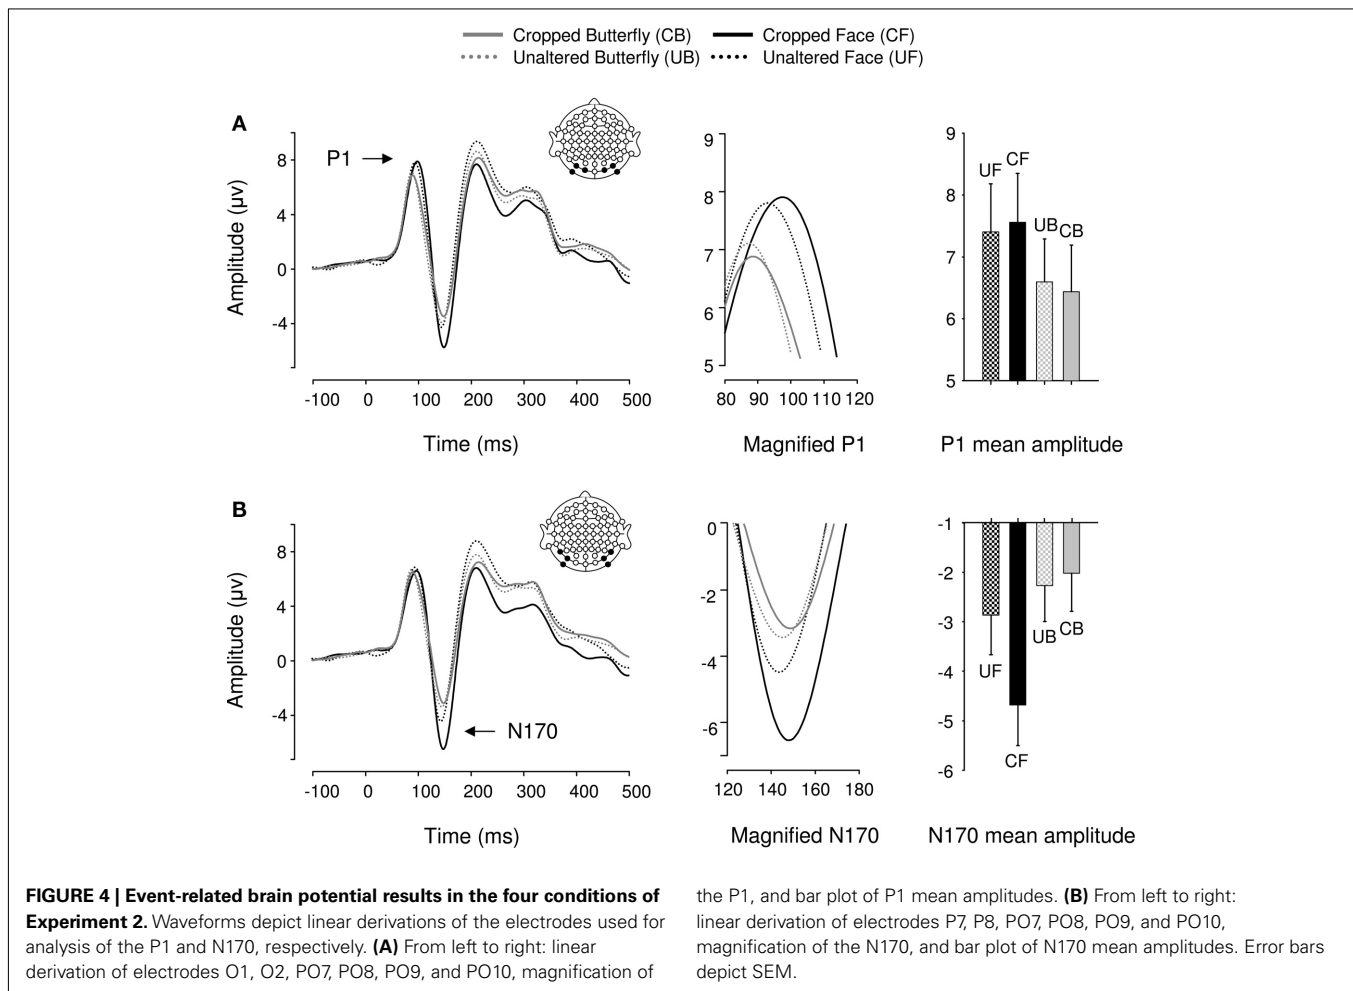 Cropped Butterfly (CB) Cropped Face (CF)
Unaltered Butterfly (UB) Unaltered Face (UF)
A
P1
Amplitude (µv)
8
4
0
-4
-100 0 100 200 300 400 500
Time (ms)
9
8
7
6
5
80 90 100 110 120
Magnified P1
9
8
7
6
5
UF CF UB CB
P1 mean amplitude
B
N170
Amplitude (µv)
8
4
0
-4
-100 0 100 200 300 400 500
Time (ms)
0
-2
-4
-6
120 140 160 180
Magnified N170
-1
-2
-3
-4
-5
-6
UF CF UB CB
N170 mean amplitude
FIGURE 4 | Event-related brain potential results in the four conditions of
Experiment 2. Waveforms depict linear derivations of the electrodes used for
analysis of the P1 and N170, respectively. (A) From left to right: linear
derivation of electrodes O1, O2, PO7, PO8, PO9, and PO10, magnification of
the P1, and bar plot of P1 mean amplitudes. (B) From left to right:
linear derivation of electrodes P7, P8, PO7, PO8, PO9, and PO10,
magnification of the N170, and bar plot of N170 mean amplitudes. Error bars
depict SEM.